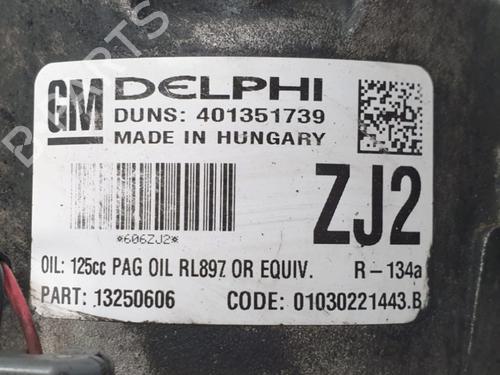 GM DELPHI
DUNS: 401351739
MADE IN HUNGARY
ZJ2
*606ZJ2*
OIL: 125cc PAG OIL RL897 OR EQUIV. R-134a
PART: 13250606 CODE: 01030221443.B